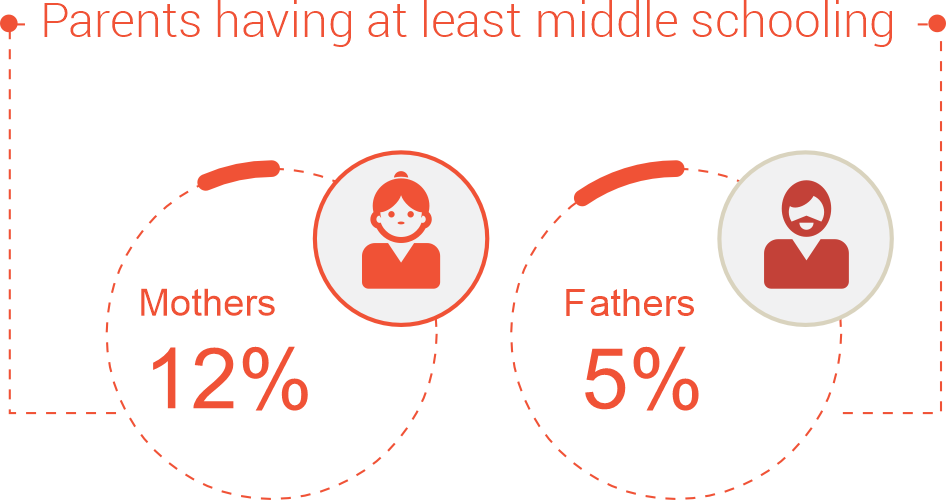 Parents having at least middle schooling
Mothers
12%
Fathers
5%